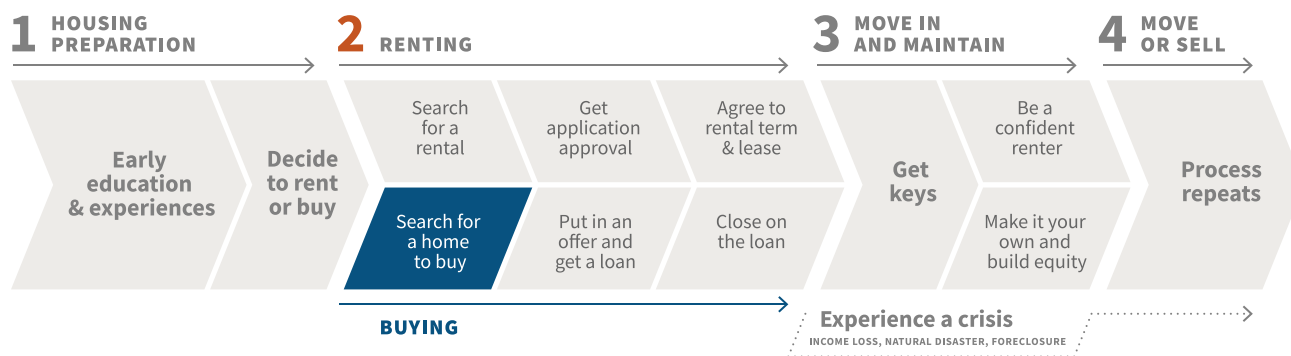 1 HOUSING
PREPARATION
2 RENTING
3 MOVE IN
AND MAINTAIN
4 MOVE
OR SELL
Early
education
& experiences
Decide
to rent
or buy
Search
for a
rental
Get
application
approval
Agree to
rental term
& lease
Search for
a home
to buy
Put in an
offer and
get a loan
Close on
the loan
Get
keys
Be a
confident
renter
Make it your
own and
build equity
Process
repeats
BUYING
Experience a crisis
INCOME LOSS, NATURAL DISASTER, FORECLOSURE